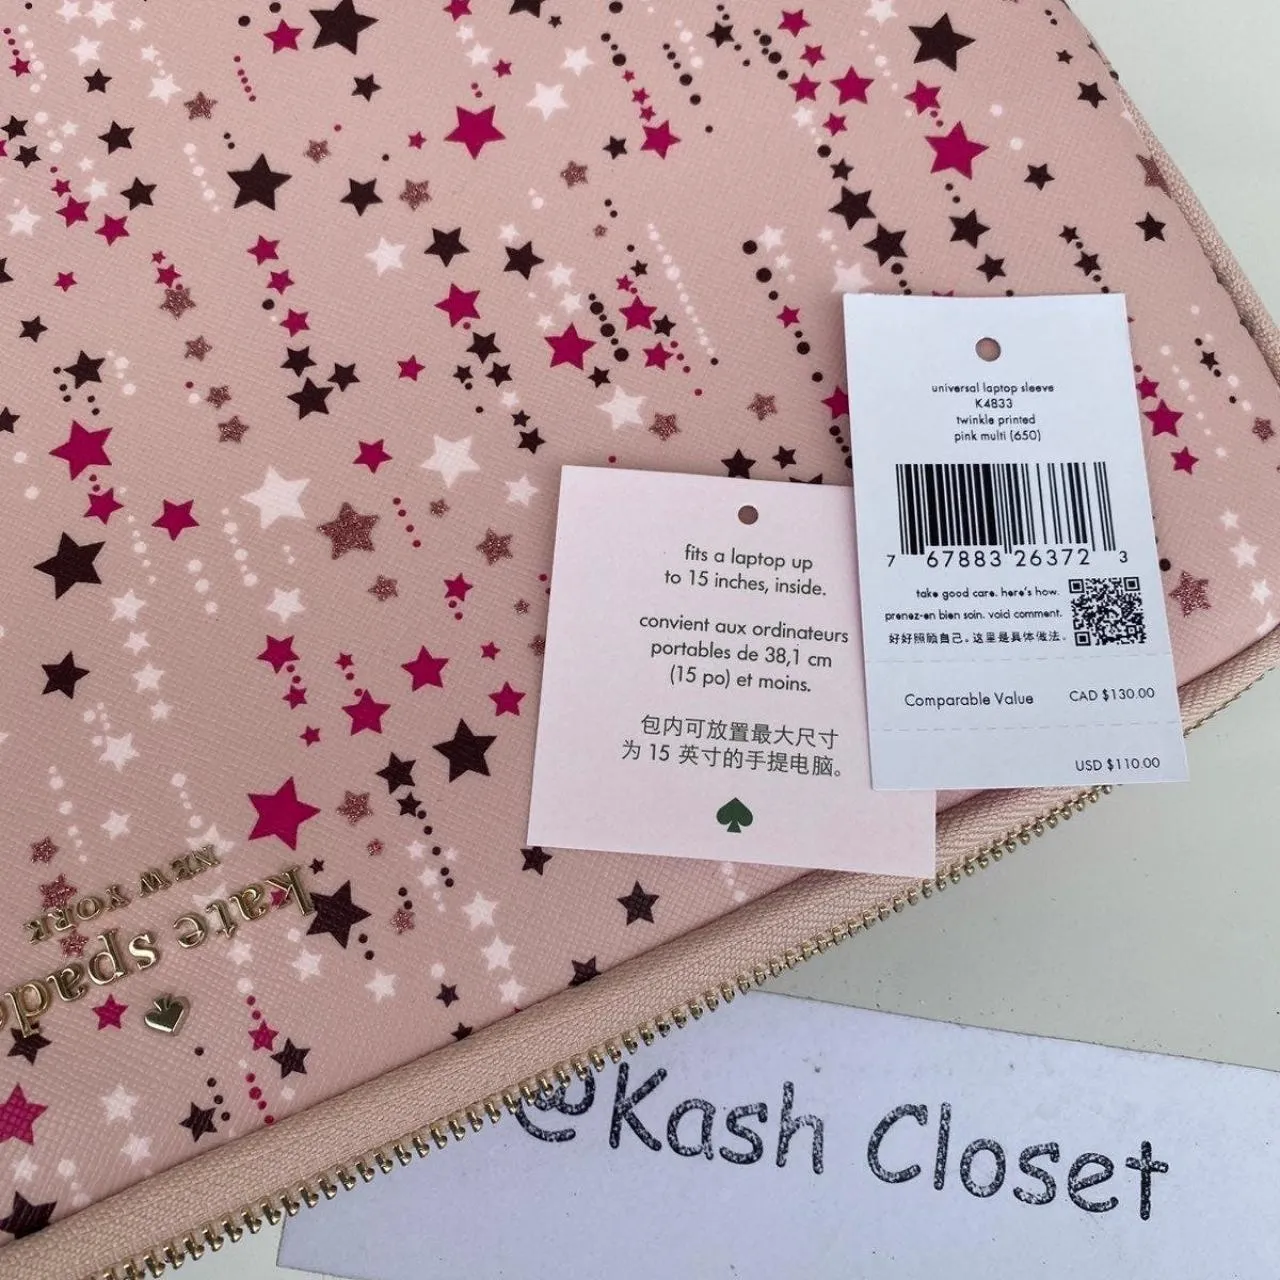 universal laptop sleeve
K4833
twinkle printed
pink multi (650)
7 67883 26372 3
take good care. here's how.
prenez-en bien soin. void comment.
好好照顾自己。这里是具体做法。
Comparable Value CAD $130.00
USD $110.00
fits a laptop up
to 15 inches, inside.
convient aux ordinateurs
portables de 38,1 cm
(15 po) et moins.
包内可放置最大尺寸
为 15 英寸的手提电脑。
kate spade
NEW YORK
@Kash Closet